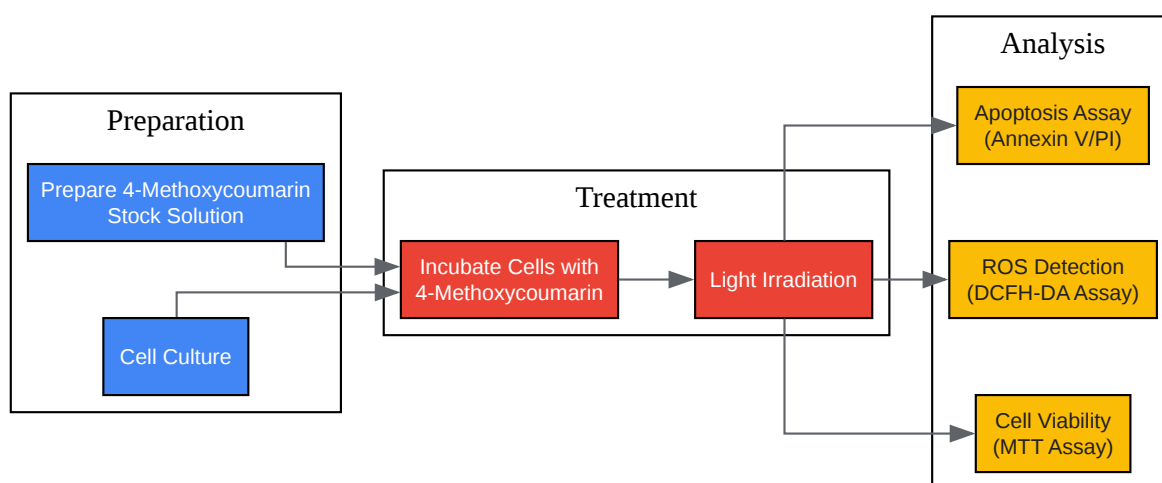 Preparation
Prepare 4-Methoxycoumarin
Stock Solution
Cell Culture
Treatment
Incubate Cells with
4-Methoxycoumarin
Light Irradiation
Analysis
Apoptosis Assay
(Annexin V/PI)
ROS Detection
(DCFH-DA Assay)
Cell Viability
(MTT Assay)